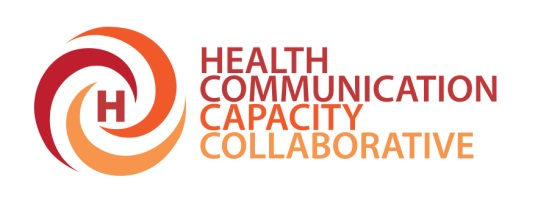 H
HEALTH
COMMUNICATION
CAPACITY
COLLABORATIVE